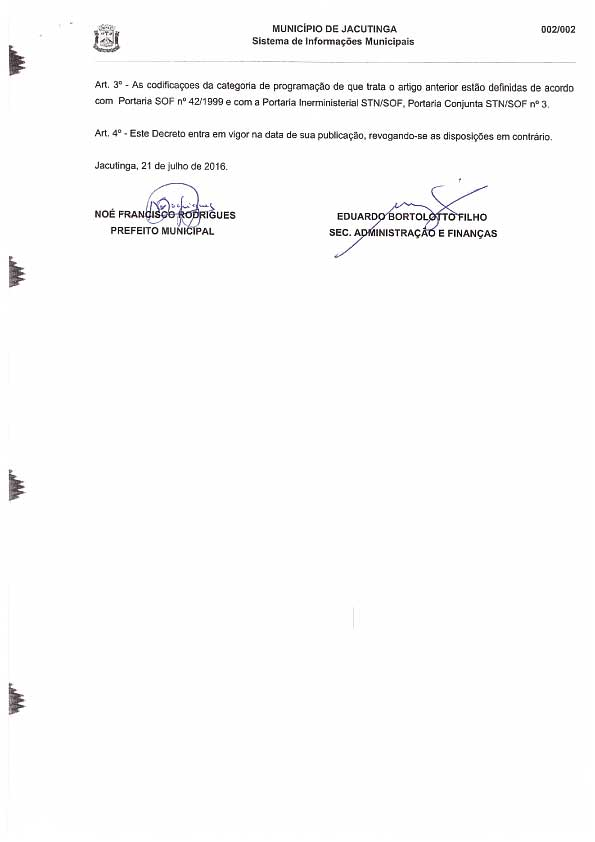 MUNICÍPIO DE JACUTINGA 002/002
Sistema de Informações Municipais
Art. 3º - As codificaçoes da categoria de programação de que trata o artigo anterior estão definidas de acordo
com Portaria SOF nº 42/1999 e com a Portaria Inerministerial STN/SOF, Portaria Conjunta STN/SOF nº 3.
Art. 4º - Este Decreto entra em vigor na data de sua publicação, revogando-se as disposições em contrário.
Jacutinga, 21 de julho de 2016.
NOÉ FRANCISCO RODRIGUES
PREFEITO MUNICIPAL
EDUARDO BORTOLOTTO FILHO
SEC. ADMINISTRAÇÃO E FINANÇAS